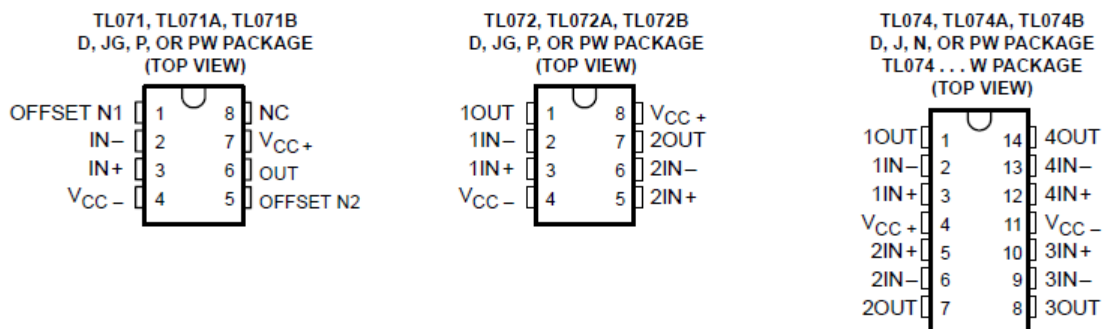 TL071, TL071A, TL071B
D, JG, P, OR PW PACKAGE
(TOP VIEW)
OFFSET N1 1 8 NC
IN− 2 7 VCC +
IN+ 3 6 OUT
VCC − 4 5 OFFSET N2
TL072, TL072A, TL072B
D, JG, P, OR PW PACKAGE
(TOP VIEW)
1OUT 1 8 VCC +
1IN− 2 7 2OUT
1IN+ 3 6 2IN−
VCC − 4 5 2IN+
TL074, TL074A, TL074B
D, J, N, OR PW PACKAGE
TL074 . . . W PACKAGE
(TOP VIEW)
1OUT 1 14 4OUT
1IN− 2 13 4IN−
1IN+ 3 12 4IN+
VCC + 4 11 VCC −
2IN+ 5 10 3IN+
2IN− 6 9 3IN−
2OUT 7 8 3OUT